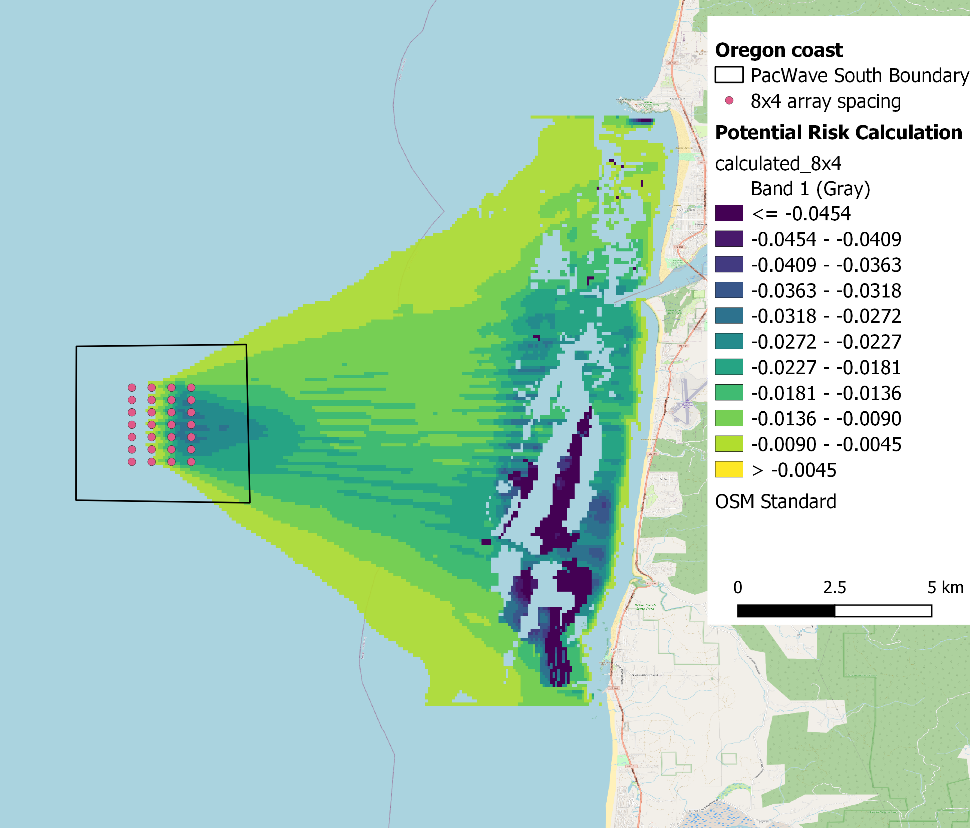 Oregon coast
PacWave South Boundary
8x4 array spacing
Potential Risk Calculation
calculated_8x4
Band 1 (Gray)
<= -0.0454
-0.0454 - -0.0409
-0.0409 - -0.0363
-0.0363 - -0.0318
-0.0318 - -0.0272
-0.0272 - -0.0227
-0.0227 - -0.0181
-0.0181 - -0.0136
-0.0136 - -0.0090
-0.0090 - -0.0045
> -0.0045
OSM Standard
0 2.5 5 km